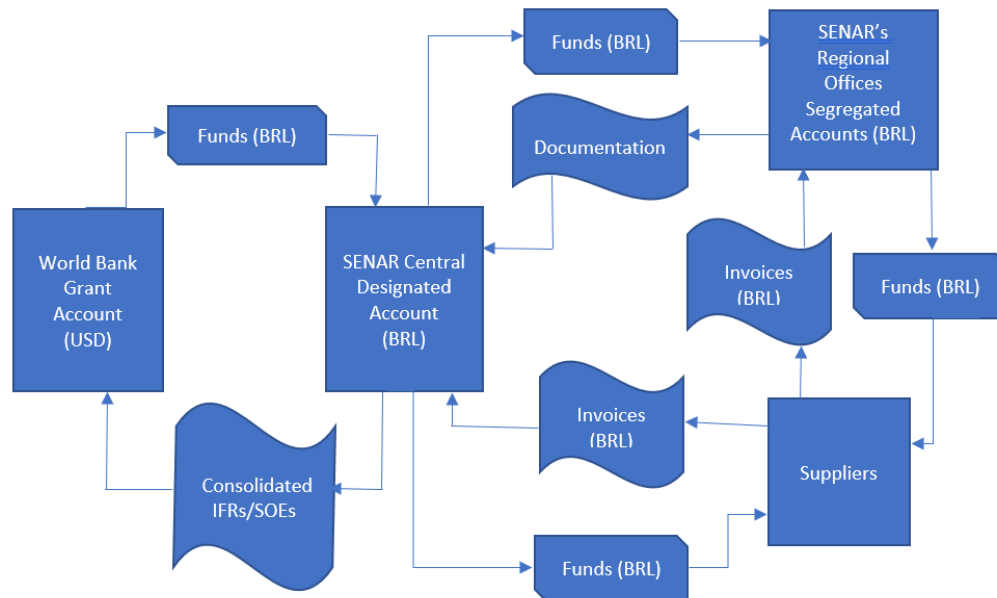 Funds (BRL)
SENAR's
Regional
Offices
Segregated
Accounts (BRL)
Funds (BRL)
Documentation
World Bank
Grant
Account
(USD)
SENAR Central
Designated
Account
(BRL)
Invoices
(BRL)
Funds (BRL)
Invoices
(BRL)
Suppliers
Consolidated
IFRs/SOEs
Funds (BRL)